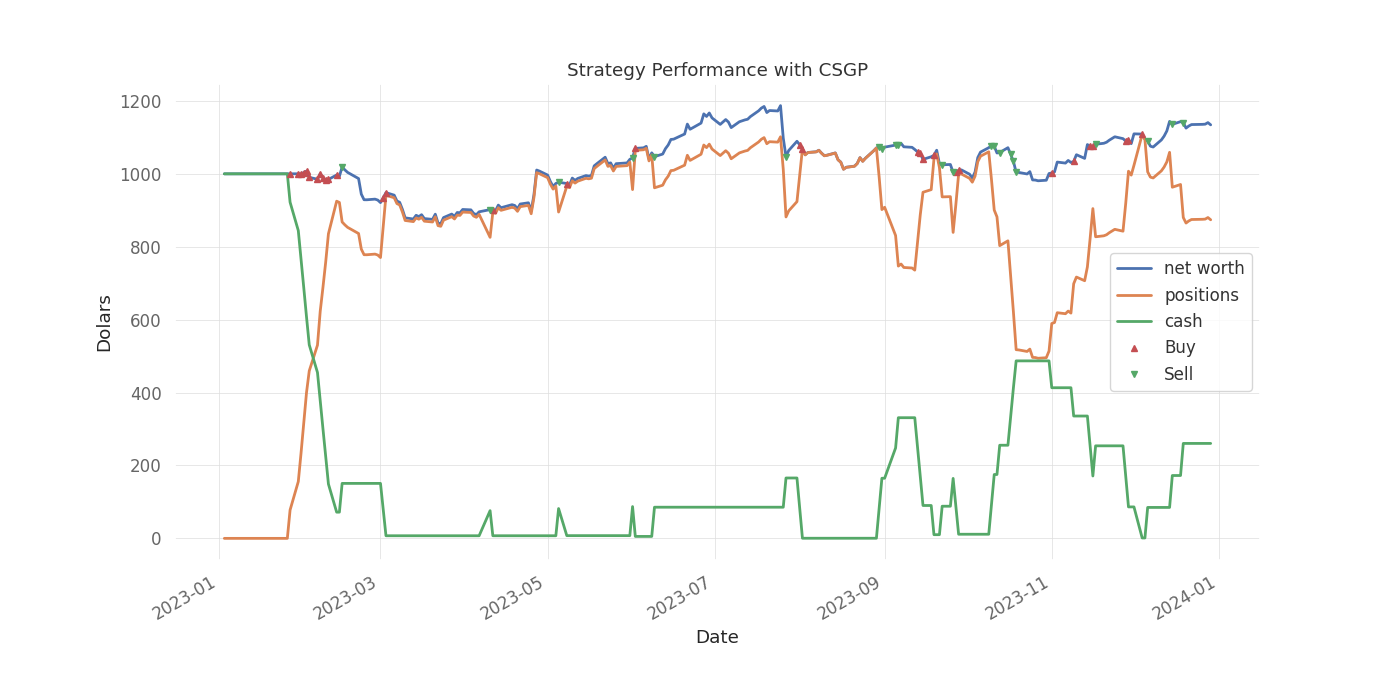 Strategy Performance with CSGP
1200
1000
800
600
400
200
0
Dolars
net worth
positions
cash
Buy
Sell
2023-01
2023-03
2023-05
2023-07
2023-09
2023-11
2024-01
Date